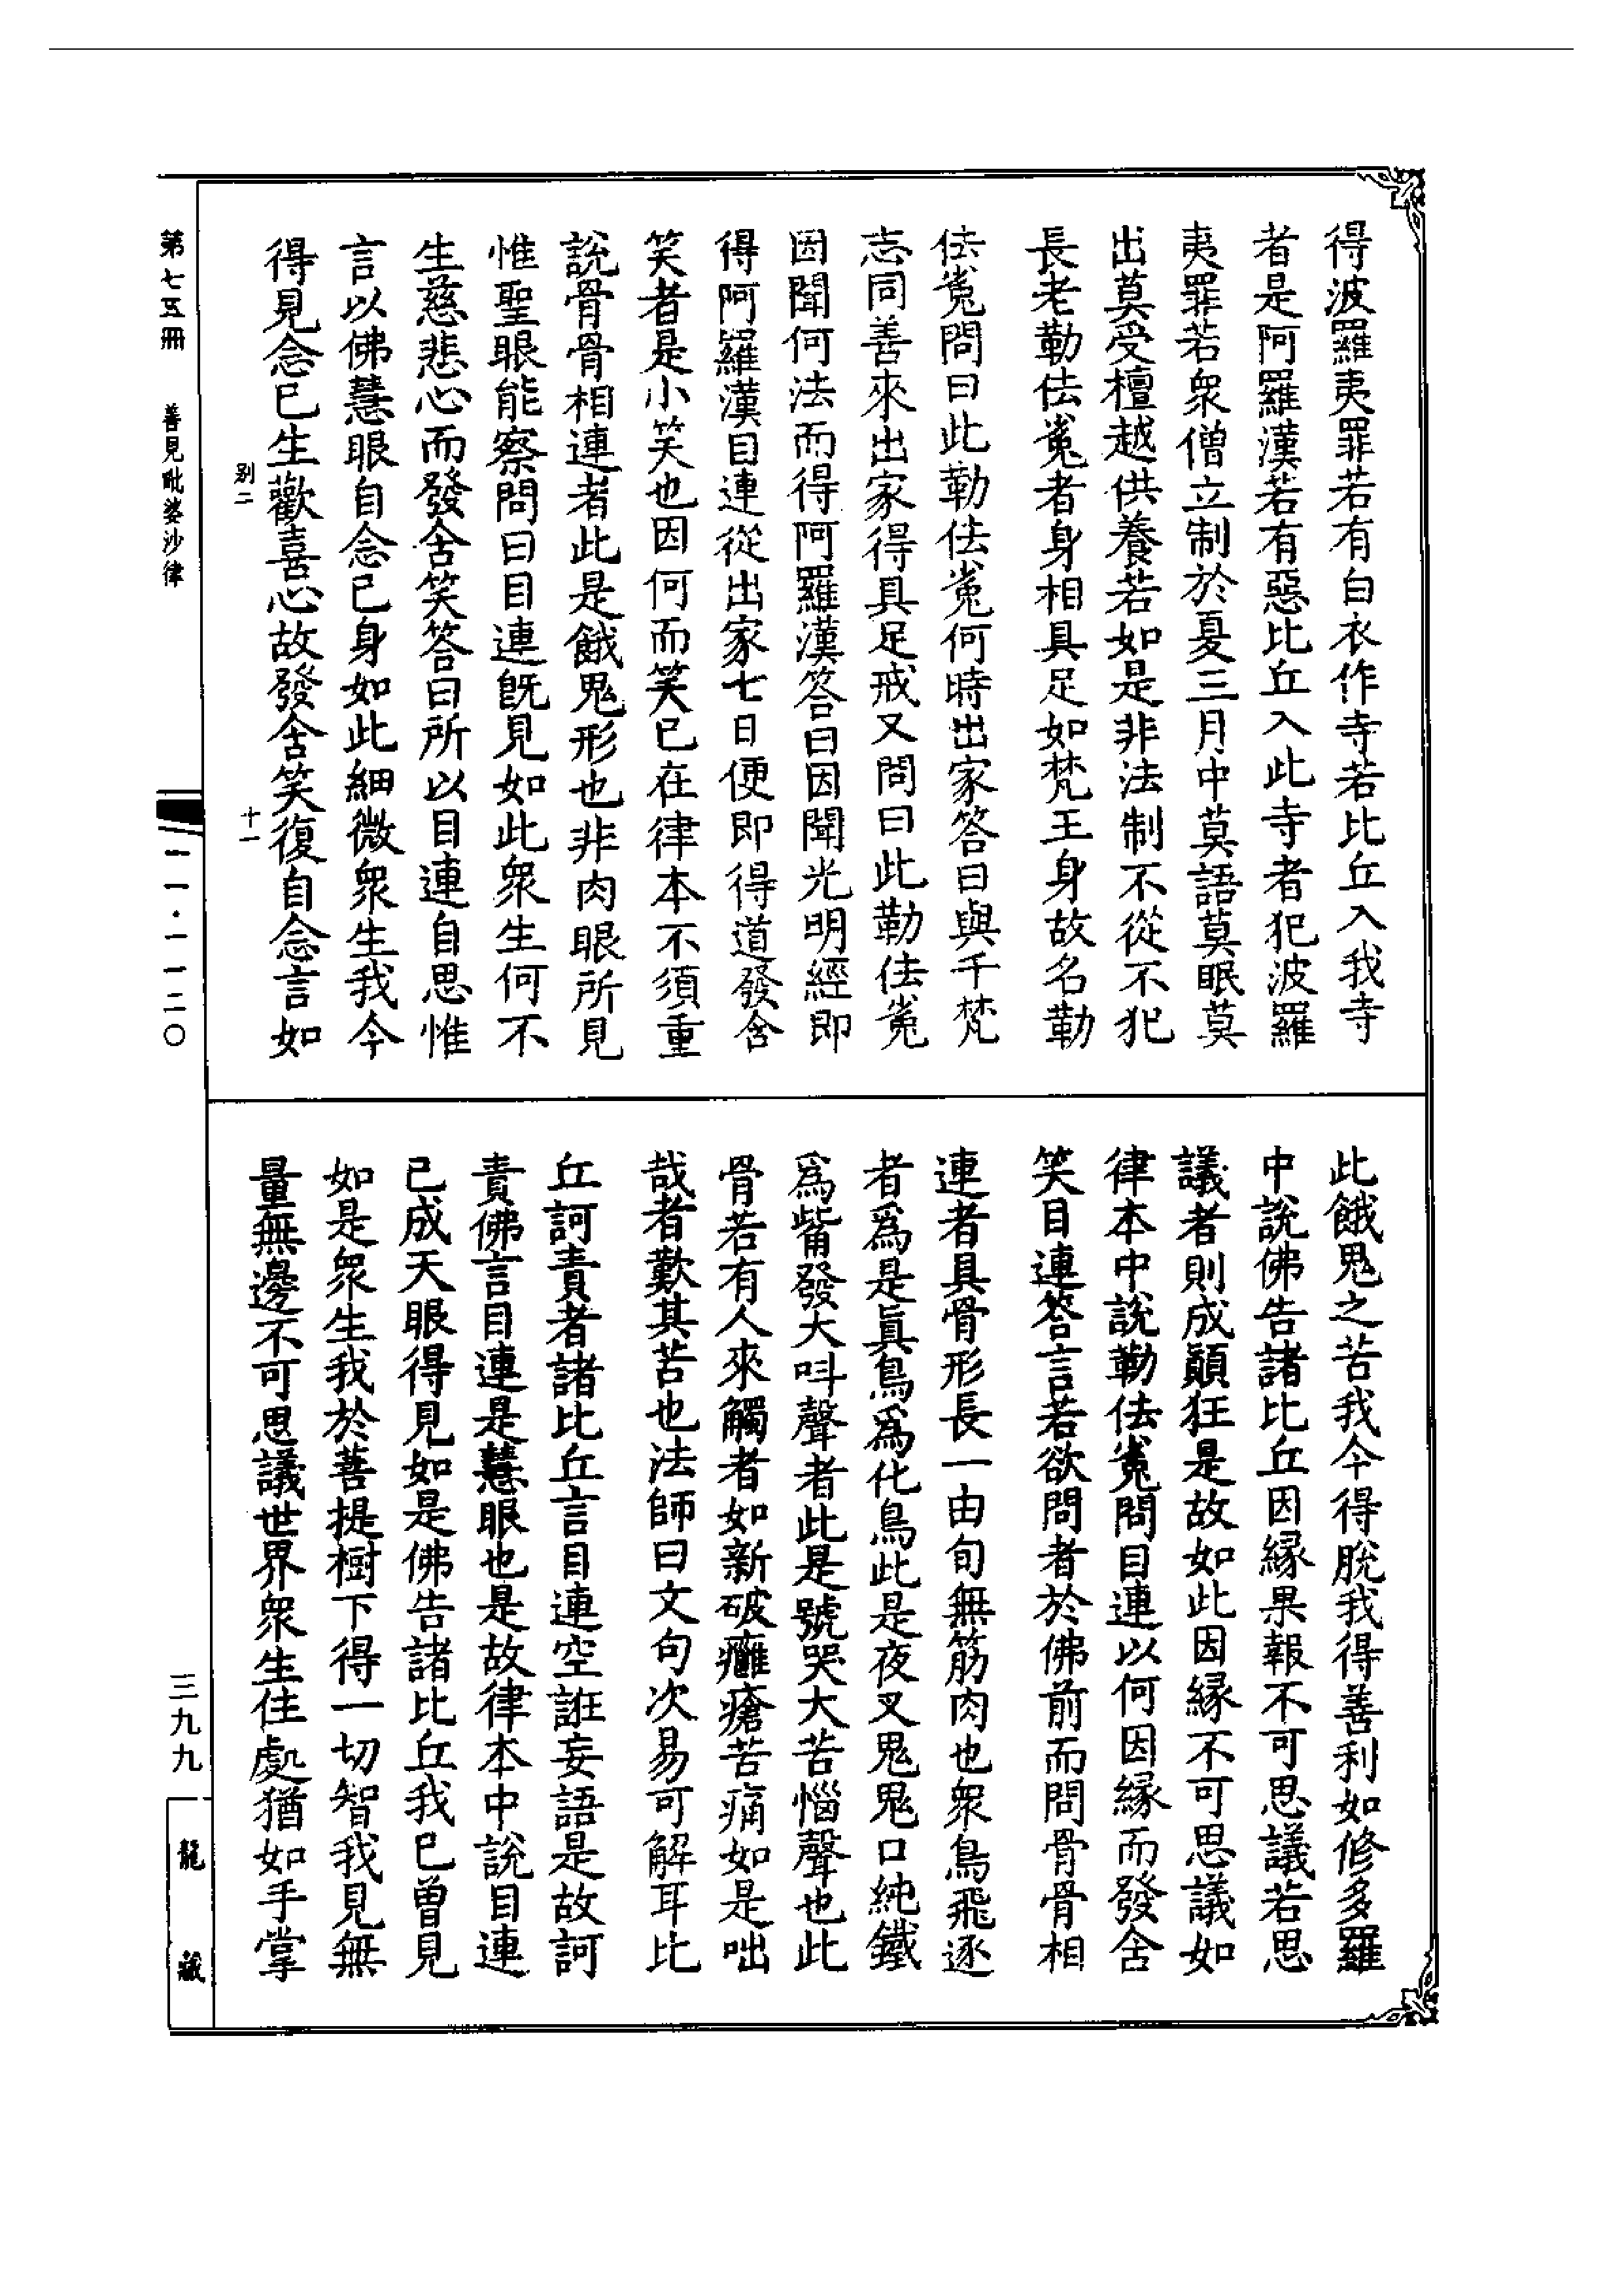 得波羅夷罪若有白衣作寺若比丘入我寺
者是阿羅漢若有惡比丘入此寺者犯波羅
夷罪若衆僧立制於夏三月中莫語莫眠莫
出莫受檀越供養若如是非法制不從不犯
長老勒佉㝹者身相具足如梵王身故名勒
佉㝹問曰此勒佉㝹何時出家答曰與千梵
志同善來出家得具足戒又問曰此勒佉㝹
因聞何法而得阿羅漢答曰因聞光明經即
得阿羅漢目連從出家七日便即得道發含
笑者是小笑也因何而笑已在律本不須重
說骨骨相連者此是餓鬼形也非肉眼所見
惟聖眼能察問曰目連旣見如此衆生何不
生慈悲心而發含笑答曰所以目連自思惟
言以佛慧眼自念已身如此細微衆生我今
得見念已生歡喜心故發含笑復自念言如
此餓鬼之苦我今得脫我得善利如修多羅
中說佛告諸比丘因縁果報不可思議若思
議者則成顚狂是故如此因縁不可思議如
律本中說勒佉㝹問目連以何因縁而發含
笑目連答言若欲問者於佛前而問骨骨相
連者具骨形長一由旬無筋肉也衆鳥飛逐
者爲是眞鳥爲化鳥此是夜叉鬼鬼口純鐵
爲觜發大呌聲者此是號哭大苦惱聲也此
骨若有人來觸者如新破癰瘡苦痛如是咄
哉者歎其苦也法師曰文句次易可解耳比
丘訶責者諸比丘言目連空誑妄語是故訶
責佛言目連是慧眼也是故律本中說目連
已成天眼得見如是佛告諸比丘我已曾見
如是衆生我於菩提樹下得一切智我見無
量無邊不可思議世界衆生住處猶如手掌
別二
十一
第七五冊
善見毗婆沙律
一一·一一二〇
三九九
龍藏